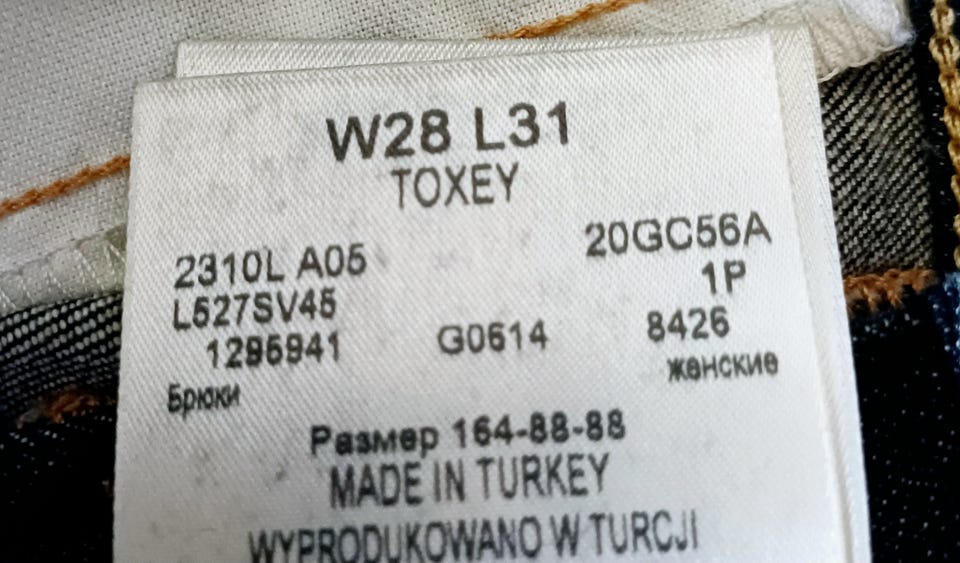 W28 L31
TOXEY
2310L A05 20GC56A
L527SV45 1P
1295941 G0614 8426
Брюки женские
Размер 164-88-88
MADE IN TURKEY
WYPRODUKOWANO W TURCJI